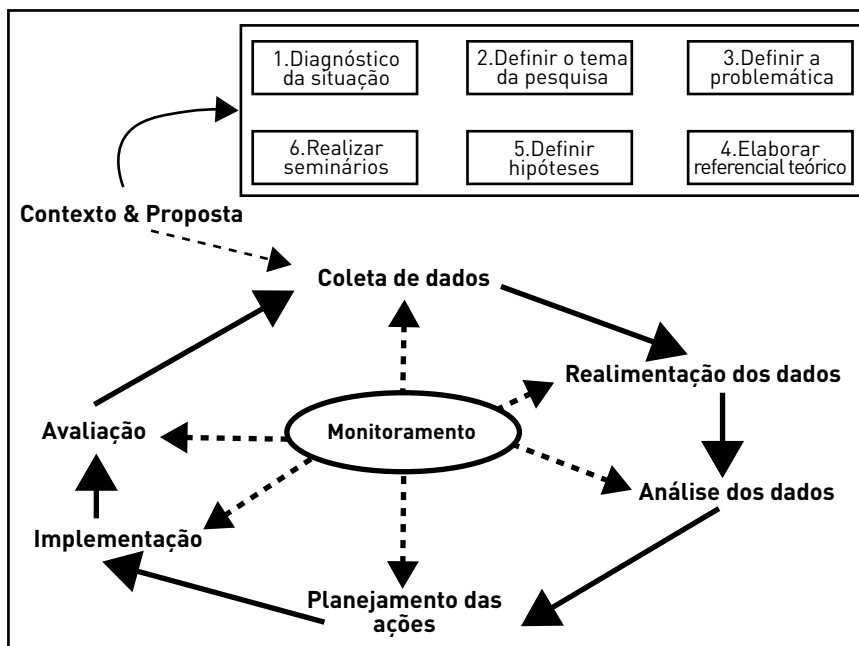 1.Diagnóstico
da situação
2.Definir o tema
da pesquisa
3.Definir a
problemática
6.Realizar
seminários
5.Definir
hipóteses
4.Elaborar
referencial teórico
Contexto & Proposta
Coleta de dados
Realimentação dos dados
Avaliação
Monitoramento
Análise dos dados
Implementação
Planejamento das
ações